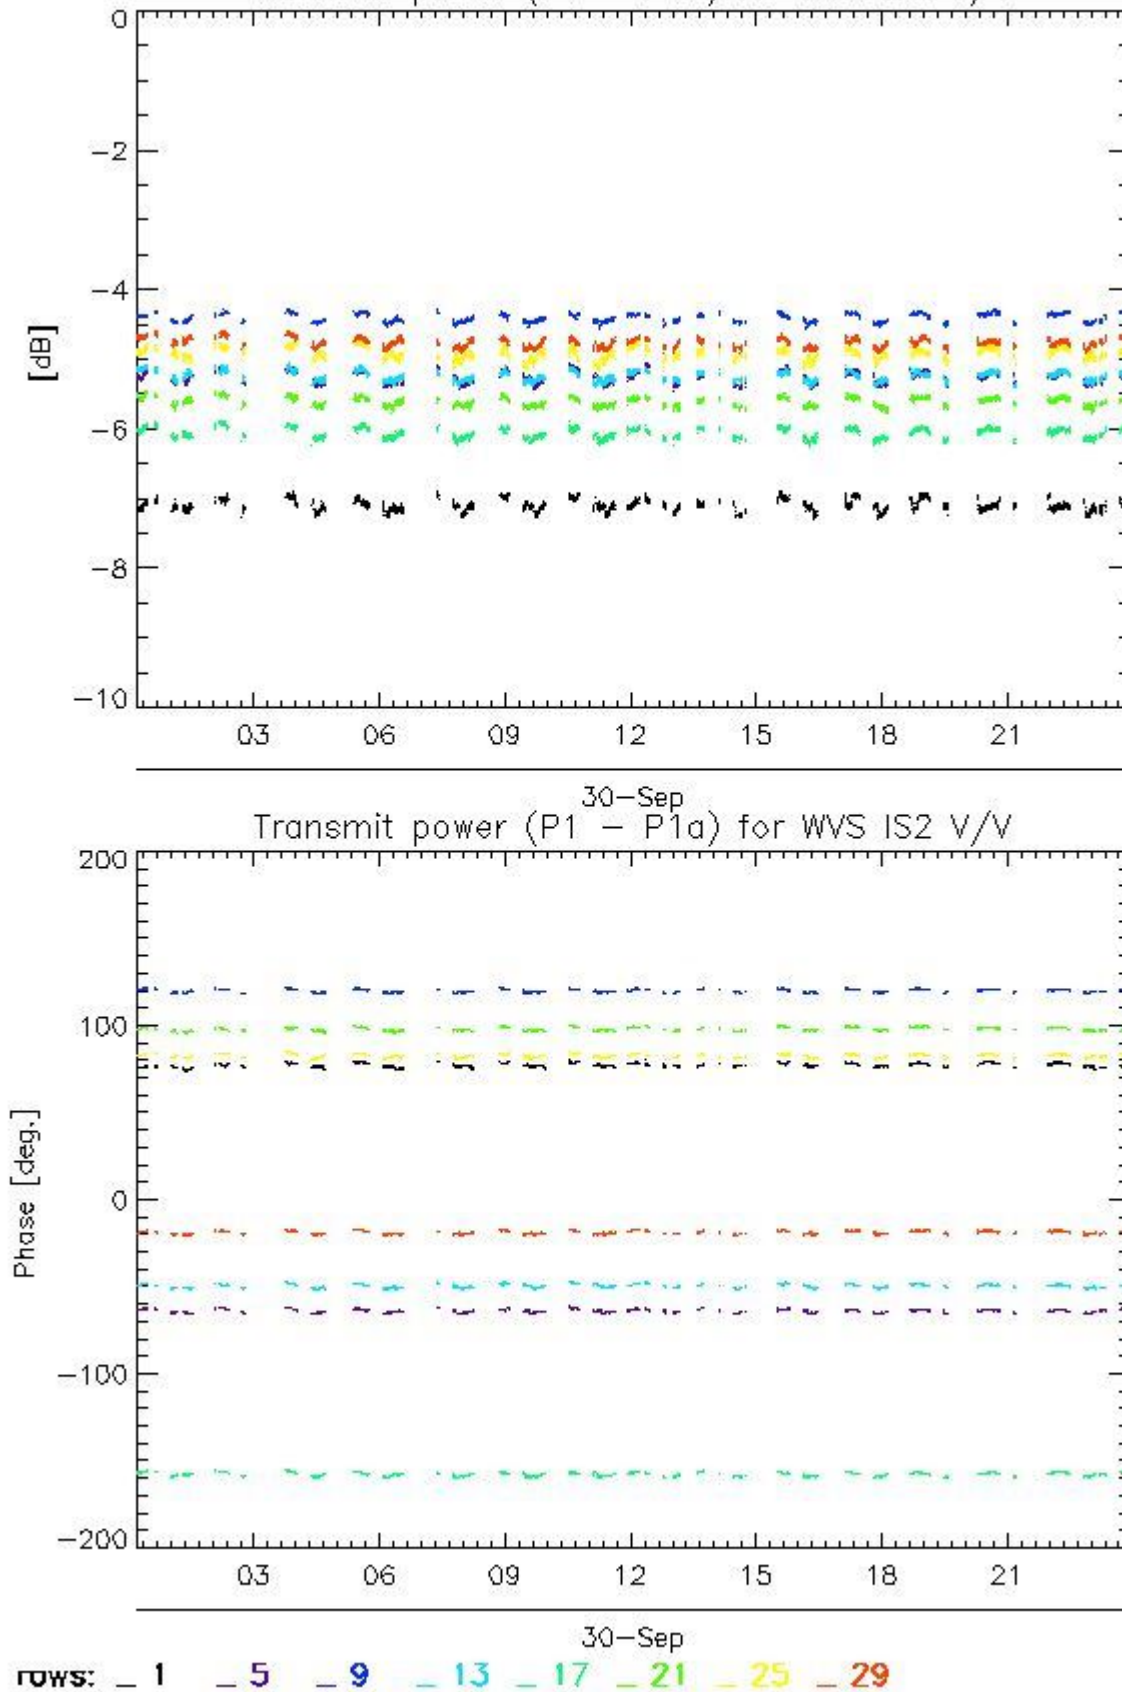 0
-2
-4
[dB]
-6
-8
-10
03 06 09 12 15 18 21
30-Sep
Transmit power (P1 - P1a) for WVS IS2 V/V
200
100
Phase [deg.]
0
-100
-200
03 06 09 12 15 18 21
30-Sep
rows: _ 1 _ 5 _ 9 _ 13 _ 17 _ 21 _ 25 _ 29